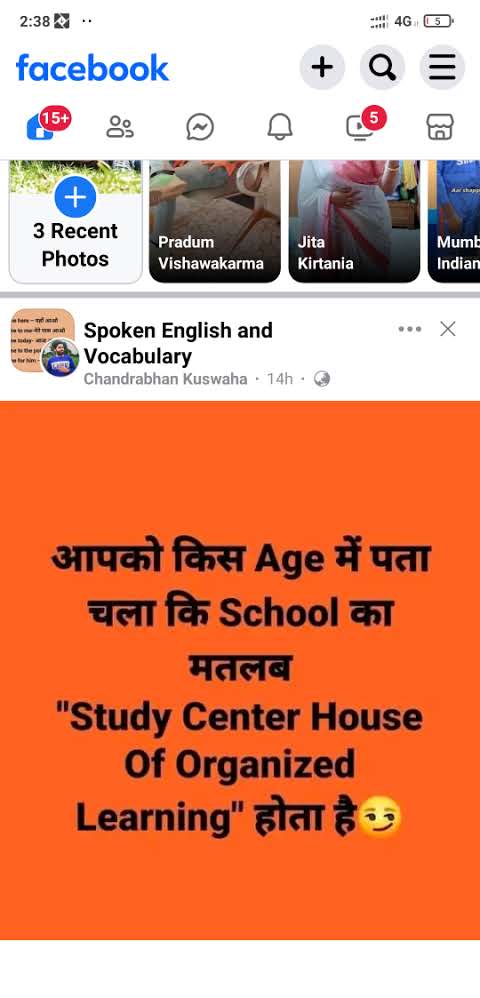 2:38
4G 5
facebook
15+
5
3 Recent
Photos
Pradum
Vishawakarma
Jita
Kirtania
Mumb
Indian
Spoken English and
Vocabulary
Chandrabhan Kuswaha · 14h ·
आपको किस Age में पता
चला कि School का
मतलब
"Study Center House
Of Organized
Learning" होता है😏